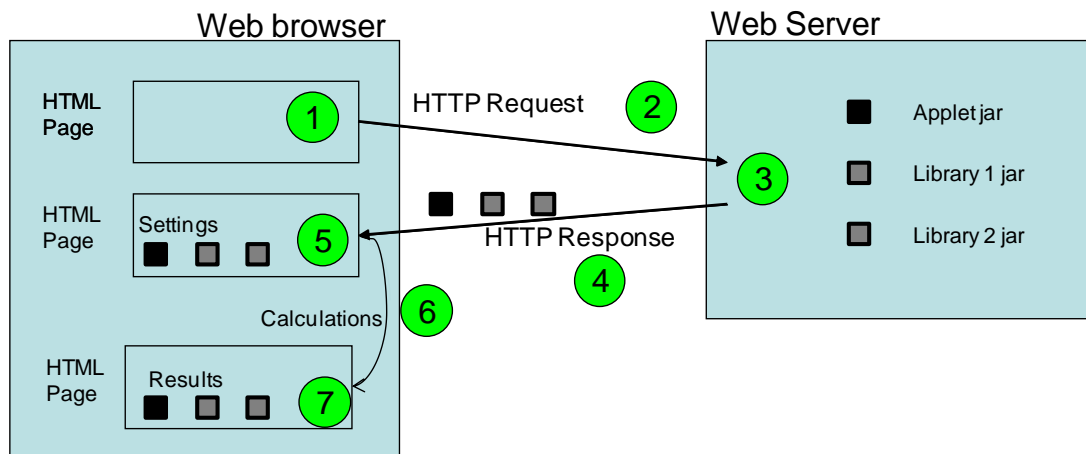 Web browser
Web Server
HTML
Page
1
HTTP Request
2
3
Applet jar
Library 1 jar
Library 2 jar
HTML
Page
Settings
5
HTTP Response
4
Calculations
6
HTML
Page
Results
7